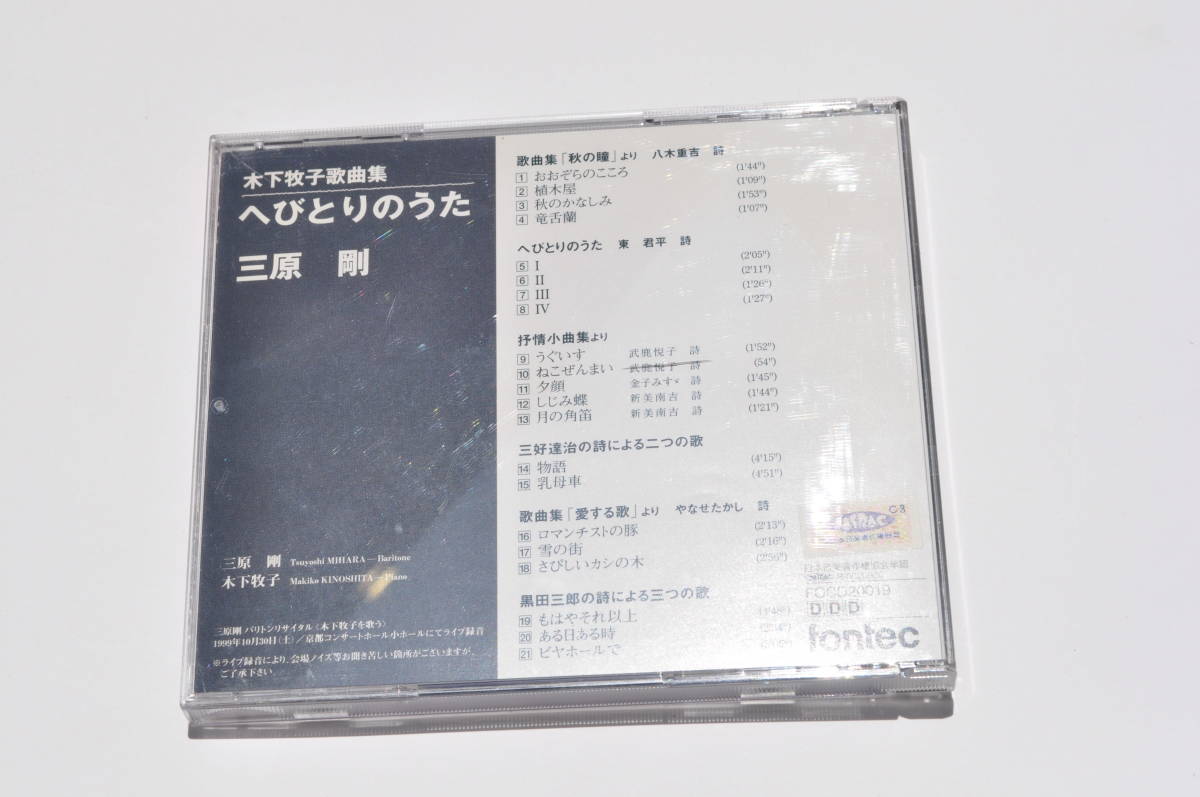 木下牧子歌曲集
へびとりのうた
三原　剛
三原　剛 Tsuyoshi MIHARA—Baritone
木下牧子 Makiko KINOSHITA—Piano
三原剛 バリトンリサイタル〈木下牧子を歌う〉
1999年10月30日（土）／京都コンサートホール小ホールにてライブ録音
※ライブ録音により、会場ノイズ等お聞き苦しい箇所がございますが、
ご了承下さい.
歌曲集「秋の瞳」より　八木重吉　詩
1 おおぞらのこころ (1'44")
2 植木屋 (1'09")
3 秋のかなしみ (1'53")
4 竜舌蘭 (1'07")
へびとりのうた　東　君平　詩
5 I (2'05")
6 II (2'11")
7 III (1'26")
8 IV (1'27")
抒情小曲集より
9 うぐいす 武鹿悦子　詩 (1'52")
10 ねこぜんまい 武鹿悦子　詩 (54")
11 夕顔 金子みすゞ　詩 (1'45")
12 しじみ蝶 新美南吉　詩 (1'44")
13 月の角笛 新美南吉　詩 (1'21")
三好達治の詩による二つの歌
14 物語 (4'15")
15 乳母車 (4'51")
歌曲集「愛する歌」より　やなせたかし　詩
16 ロマンチストの豚 (2'13")
17 雪の街 (2'16")
18 さびしいカシの木 (2'56")
黒田三郎の詩による三つの歌
19 もはやそれ以上 (1'48")
20 ある日ある時
21 ビヤホールで
C-3
JASRAC
FOCD20019
DDD
fontec